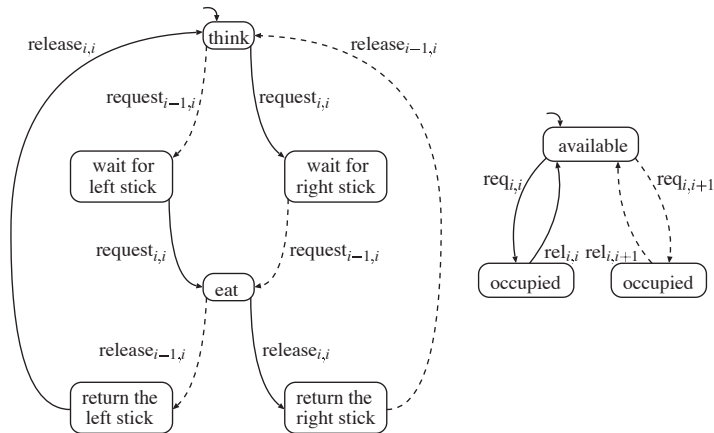 release_{i,i}
think
release_{i−1,i}
request_{i−1,i}
request_{i,i}
wait for
left stick
wait for
right stick
available
req_{i,i}
req_{i,i+1}
request_{i,i}
request_{i−1,i}
rel_{i,i}
rel_{i,i+1}
eat
occupied
occupied
release_{i−1,i}
release_{i,i}
return the
left stick
return the
right stick